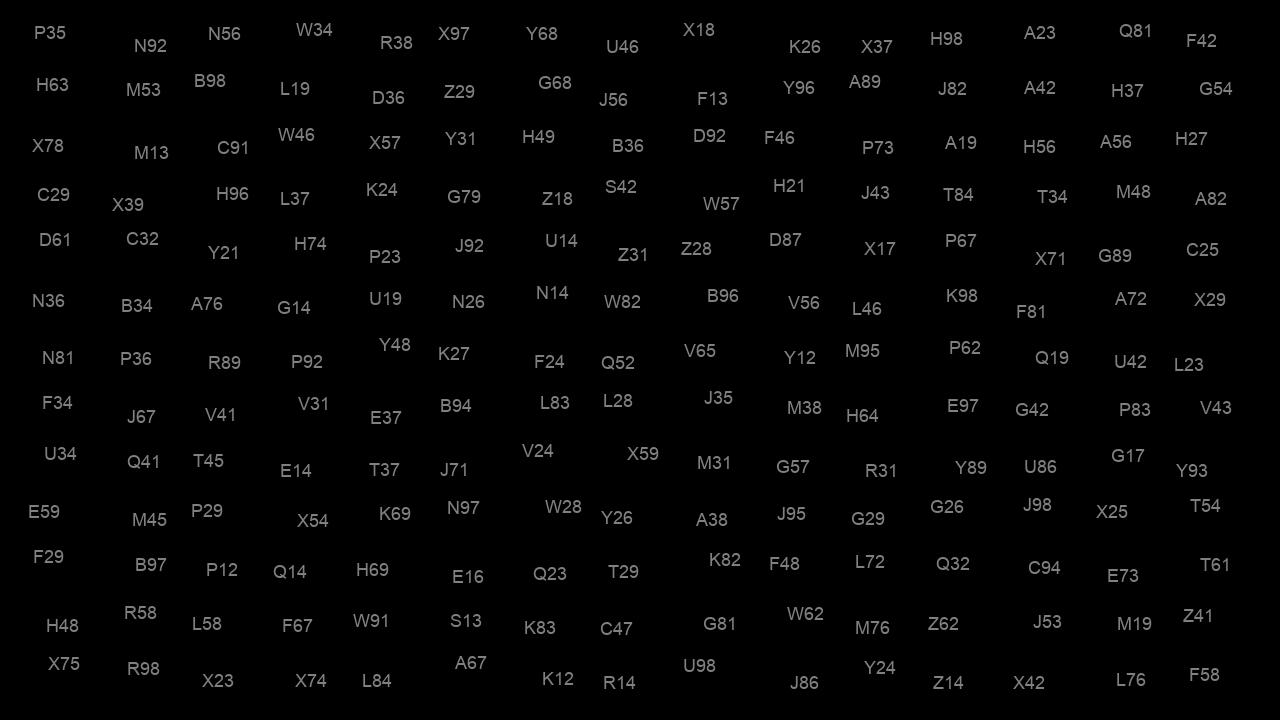 P35 N92 N56 W34 R38 X97 Y68 U46 X18 K26 X37 H98 A23 Q81 F42
H63 M53 B98 L19 D36 Z29 G68 J56 F13 Y96 A89 J82 A42 H37 G54
X78 M13 C91 W46 X57 Y31 H49 B36 D92 F46 P73 A19 H56 A56 H27
C29 X39 H96 L37 K24 G79 Z18 S42 W57 H21 J43 T84 T34 M48 A82
D61 C32 Y21 H74 P23 J92 U14 Z31 Z28 D87 X17 P67 X71 G89 C25
N36 B34 A76 G14 U19 N26 N14 W82 B96 V56 L46 K98 F81 A72 X29
N81 P36 R89 P92 Y48 K27 F24 Q52 V65 Y12 M95 P62 Q19 U42 L23
F34 J67 V41 V31 E37 B94 L83 L28 J35 M38 H64 E97 G42 P83 V43
U34 Q41 T45 E14 T37 J71 V24 X59 M31 G57 R31 Y89 U86 G17 Y93
E59 M45 P29 X54 K69 N97 W28 Y26 A38 J95 G29 G26 J98 X25 T54
F29 B97 P12 Q14 H69 E16 Q23 T29 K82 F48 L72 Q32 C94 E73 T61
H48 R58 L58 F67 W91 S13 K83 C47 G81 W62 M76 Z62 J53 M19 Z41
X75 R98 X23 X74 L84 A67 K12 R14 U98 J86 Y24 Z14 X42 L76 F58